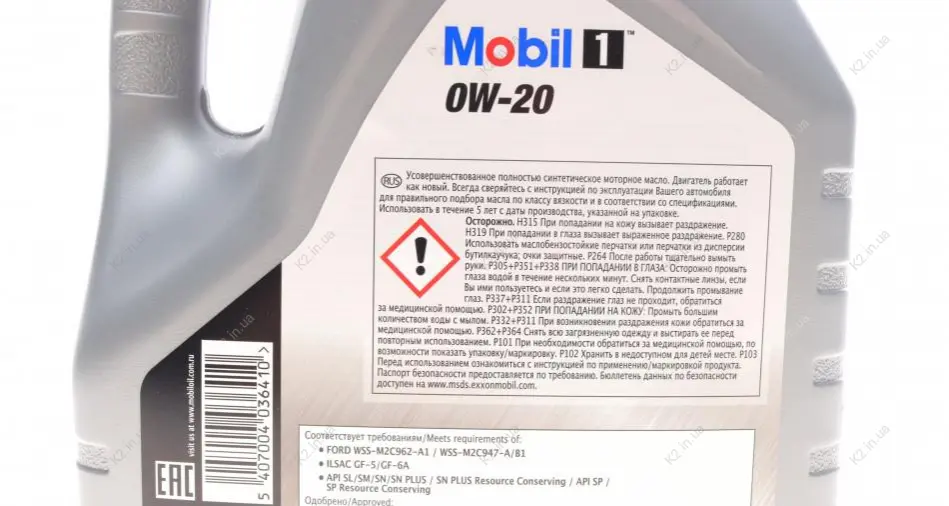 Mobil 1™
0W-20
RUS Усовершенствованное полностью синтетическое моторное масло. Двигатель работает
как новый. Всегда сверяйтесь с инструкцией по эксплуатации Вашего автомобиля
для правильного подбора масла по классу вязкости и в соответствии со спецификациями.
Использовать в течение 5 лет с даты производства, указанной на упаковке.
Осторожно. H315 При попадании на кожу вызывает раздражение.
H319 При попадании в глаза вызывает выраженное раздражение. P280
Использовать маслобензостойкие перчатки или перчатки из дисперсии
бутилкаучука; очки защитные. P264 После работы тщательно вымыть
руки. P305+P351+P338 ПРИ ПОПАДАНИИ В ГЛАЗА: Осторожно промыть
глаза водой в течение нескольких минут. Снять контактные линзы, если
Вы ими пользуетесь и если это легко сделать. Продолжить промывание
глаз. P337+P311 Если раздражение глаз не проходит, обратиться
за медицинской помощью. P302+P352 ПРИ ПОПАДАНИИ НА КОЖУ: Промыть большим
количеством воды с мылом. P332+P311 При возникновении раздражения кожи обратиться за
медицинской помощью. P362+P364 Снять всю загрязненную одежду и выстирать ее перед
повторным использованием. P101 При необходимости обратиться за медицинской помощью, по
возможности показать упаковку/маркировку. P102 Хранить в недоступном для детей месте. P103
Перед использованием ознакомиться с инструкцией по применению/маркировкой продукта.
Паспорт безопасности предоставляется по требованию. Бюллетень данных по безопасности
доступен на www.msds.exxonmobil.com.
visit us at www.mobiloil.com.ru
5 407004 036410 >
EAC
Соответствует требованиям/Meets requirements of:
• FORD WSS-M2C962-A1 / WSS-M2C947-A/B1
• ILSAC GF-5/GF-6A
• API SL/SM/SN/SN PLUS / SN PLUS Resource Conserving / API SP /
SP Resource Conserving
Одобрено/Approved:
K2.in.ua